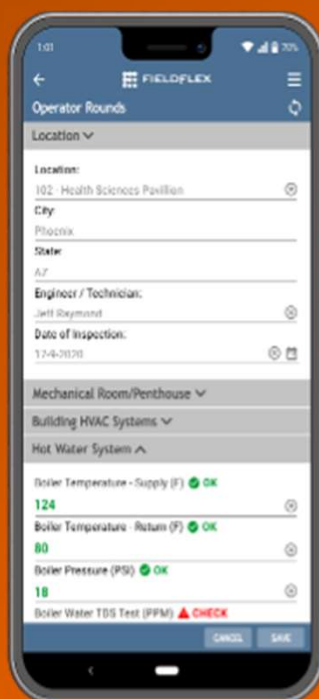 1:01
70%
FIELDFLEX
Operator Rounds
Location
Location:
102 - Health Sciences Pavillion
City
Phoenix
State:
AZ
Engineer / Technician:
Jeff Raymond
Date of Inspection:
12-9-2020
Mechanical Room/Penthouse
Building HVAC Systems
Hot Water System
Boiler Temperature - Supply (F) OK
124
Boiler Temperature - Return (F) OK
80
Boiler Pressure (PSI) OK
18
Boiler Water TDS Test (PPM) CHECK
CANCEL SAVE